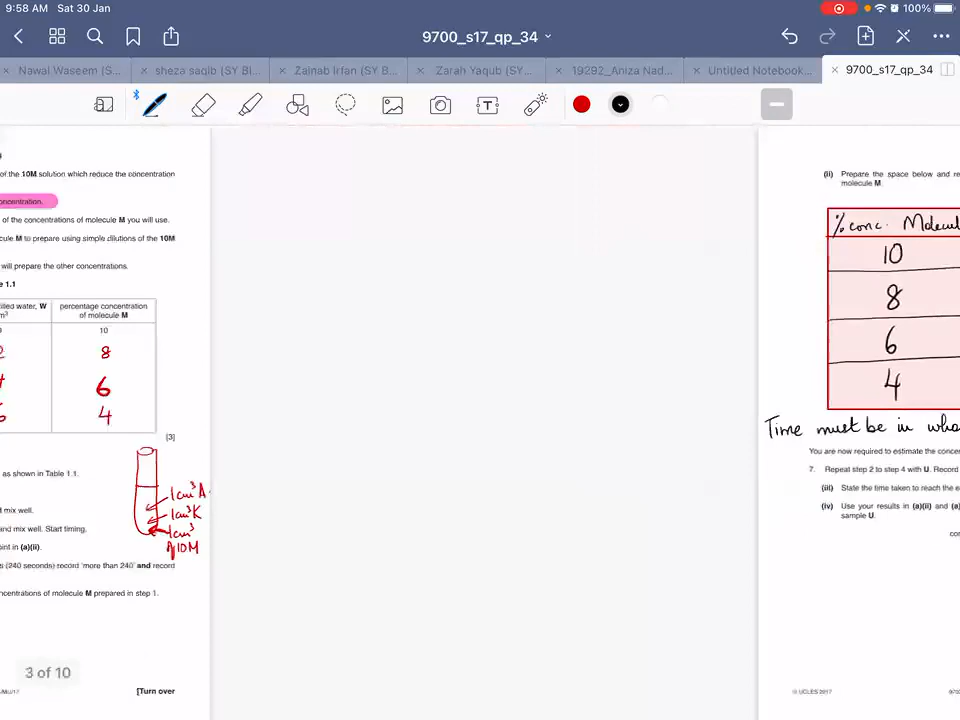 9:58 AM Sat 30 Jan
100%
9700_s17_qp_34
Nawal Waseem (S...
sheza saqib (SY Bi...
Zainab Irfan (SY B...
Zarah Yaqub (SY...
19292_Aniza Nad...
Untitled Notebook...
9700_s17_qp_34
of the 10M solution which reduce the concentration
oncentration.
of the concentrations of molecule M you will use.
cule M to prepare using simple dilutions of the 10M
will prepare the other concentrations.
e 1.1
tilled water, W
m³
percentage concentration
of molecule M
10
8
6
4
[3]
as shown in Table 1.1.
1cm³ A
1cm³ K
1cm³
of 10M
d mix well.
and mix well. Start timing.
point in (a)(ii).
s (240 seconds) record 'more than 240' and record
ncentrations of molecule M prepared in step 1.
3 of 10
[Turn over
(ii) Prepare the space below and re
molecule M
% conc. Molecul
10
8
6
4
Time must be in who
You are now required to estimate the conce
7. Repeat step 2 to step 4 with U. Record
(iii) State the time taken to reach the e
(iv) Use your results in (a)(ii) and (a)
sample U.
con
© UCLES 2017
970